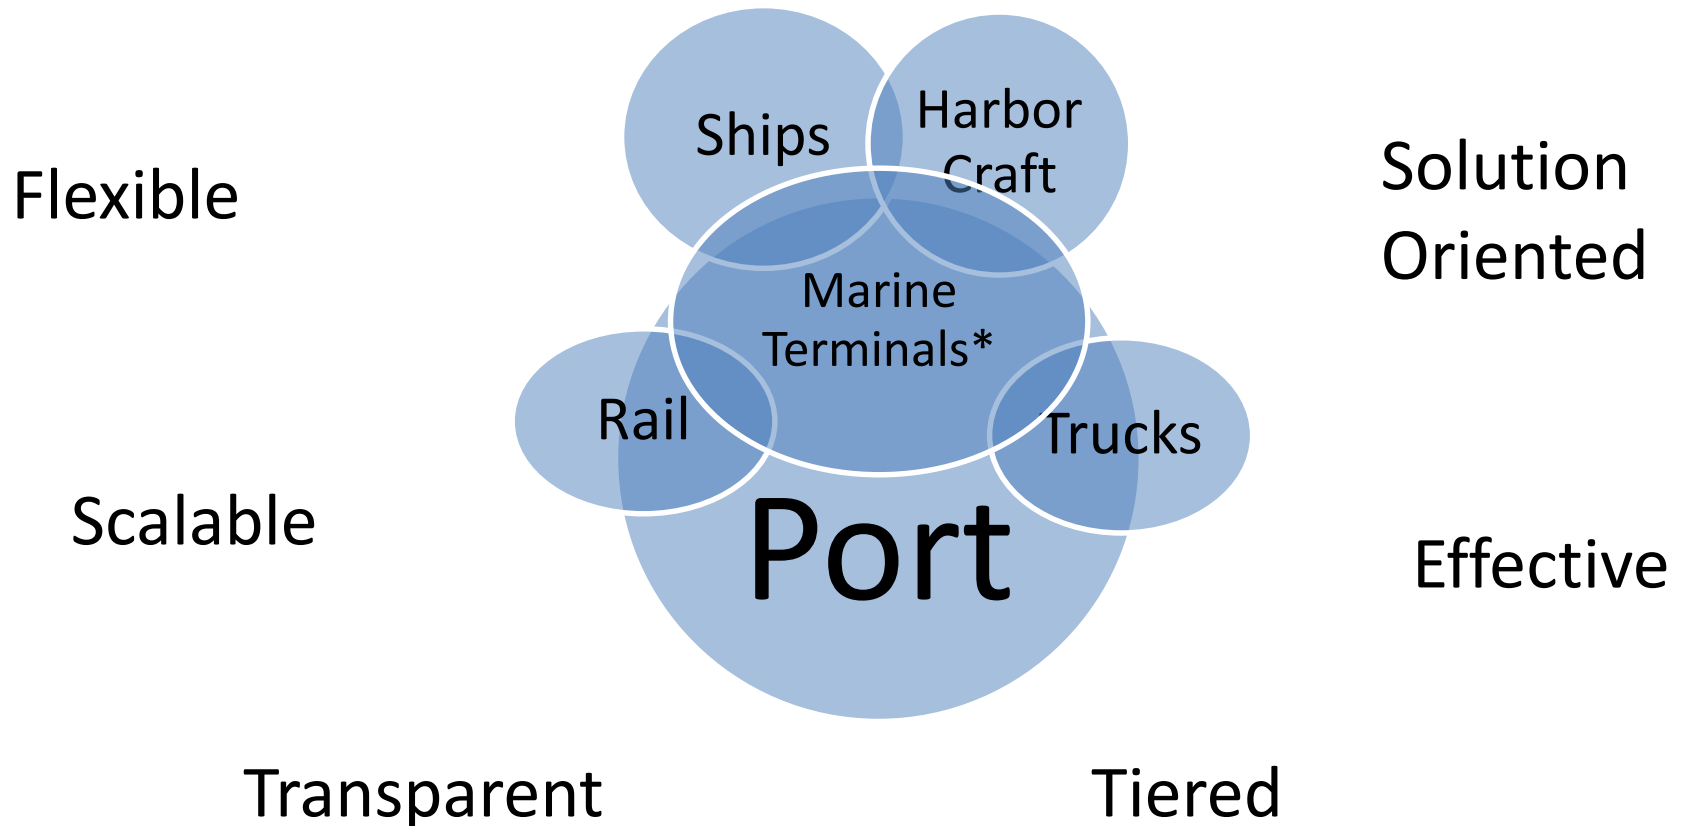 Ships
Harbor
Craft
Flexible
Solution
Oriented
Marine
Terminals*
Rail
Trucks
Scalable
Port
Effective
Transparent
Tiered